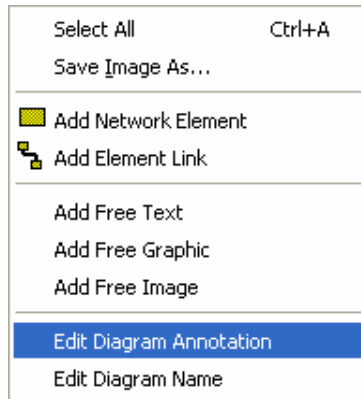 Select All Ctrl+A
Save Image As...
Add Network Element
Add Element Link
Add Free Text
Add Free Graphic
Add Free Image
Edit Diagram Annotation
Edit Diagram Name